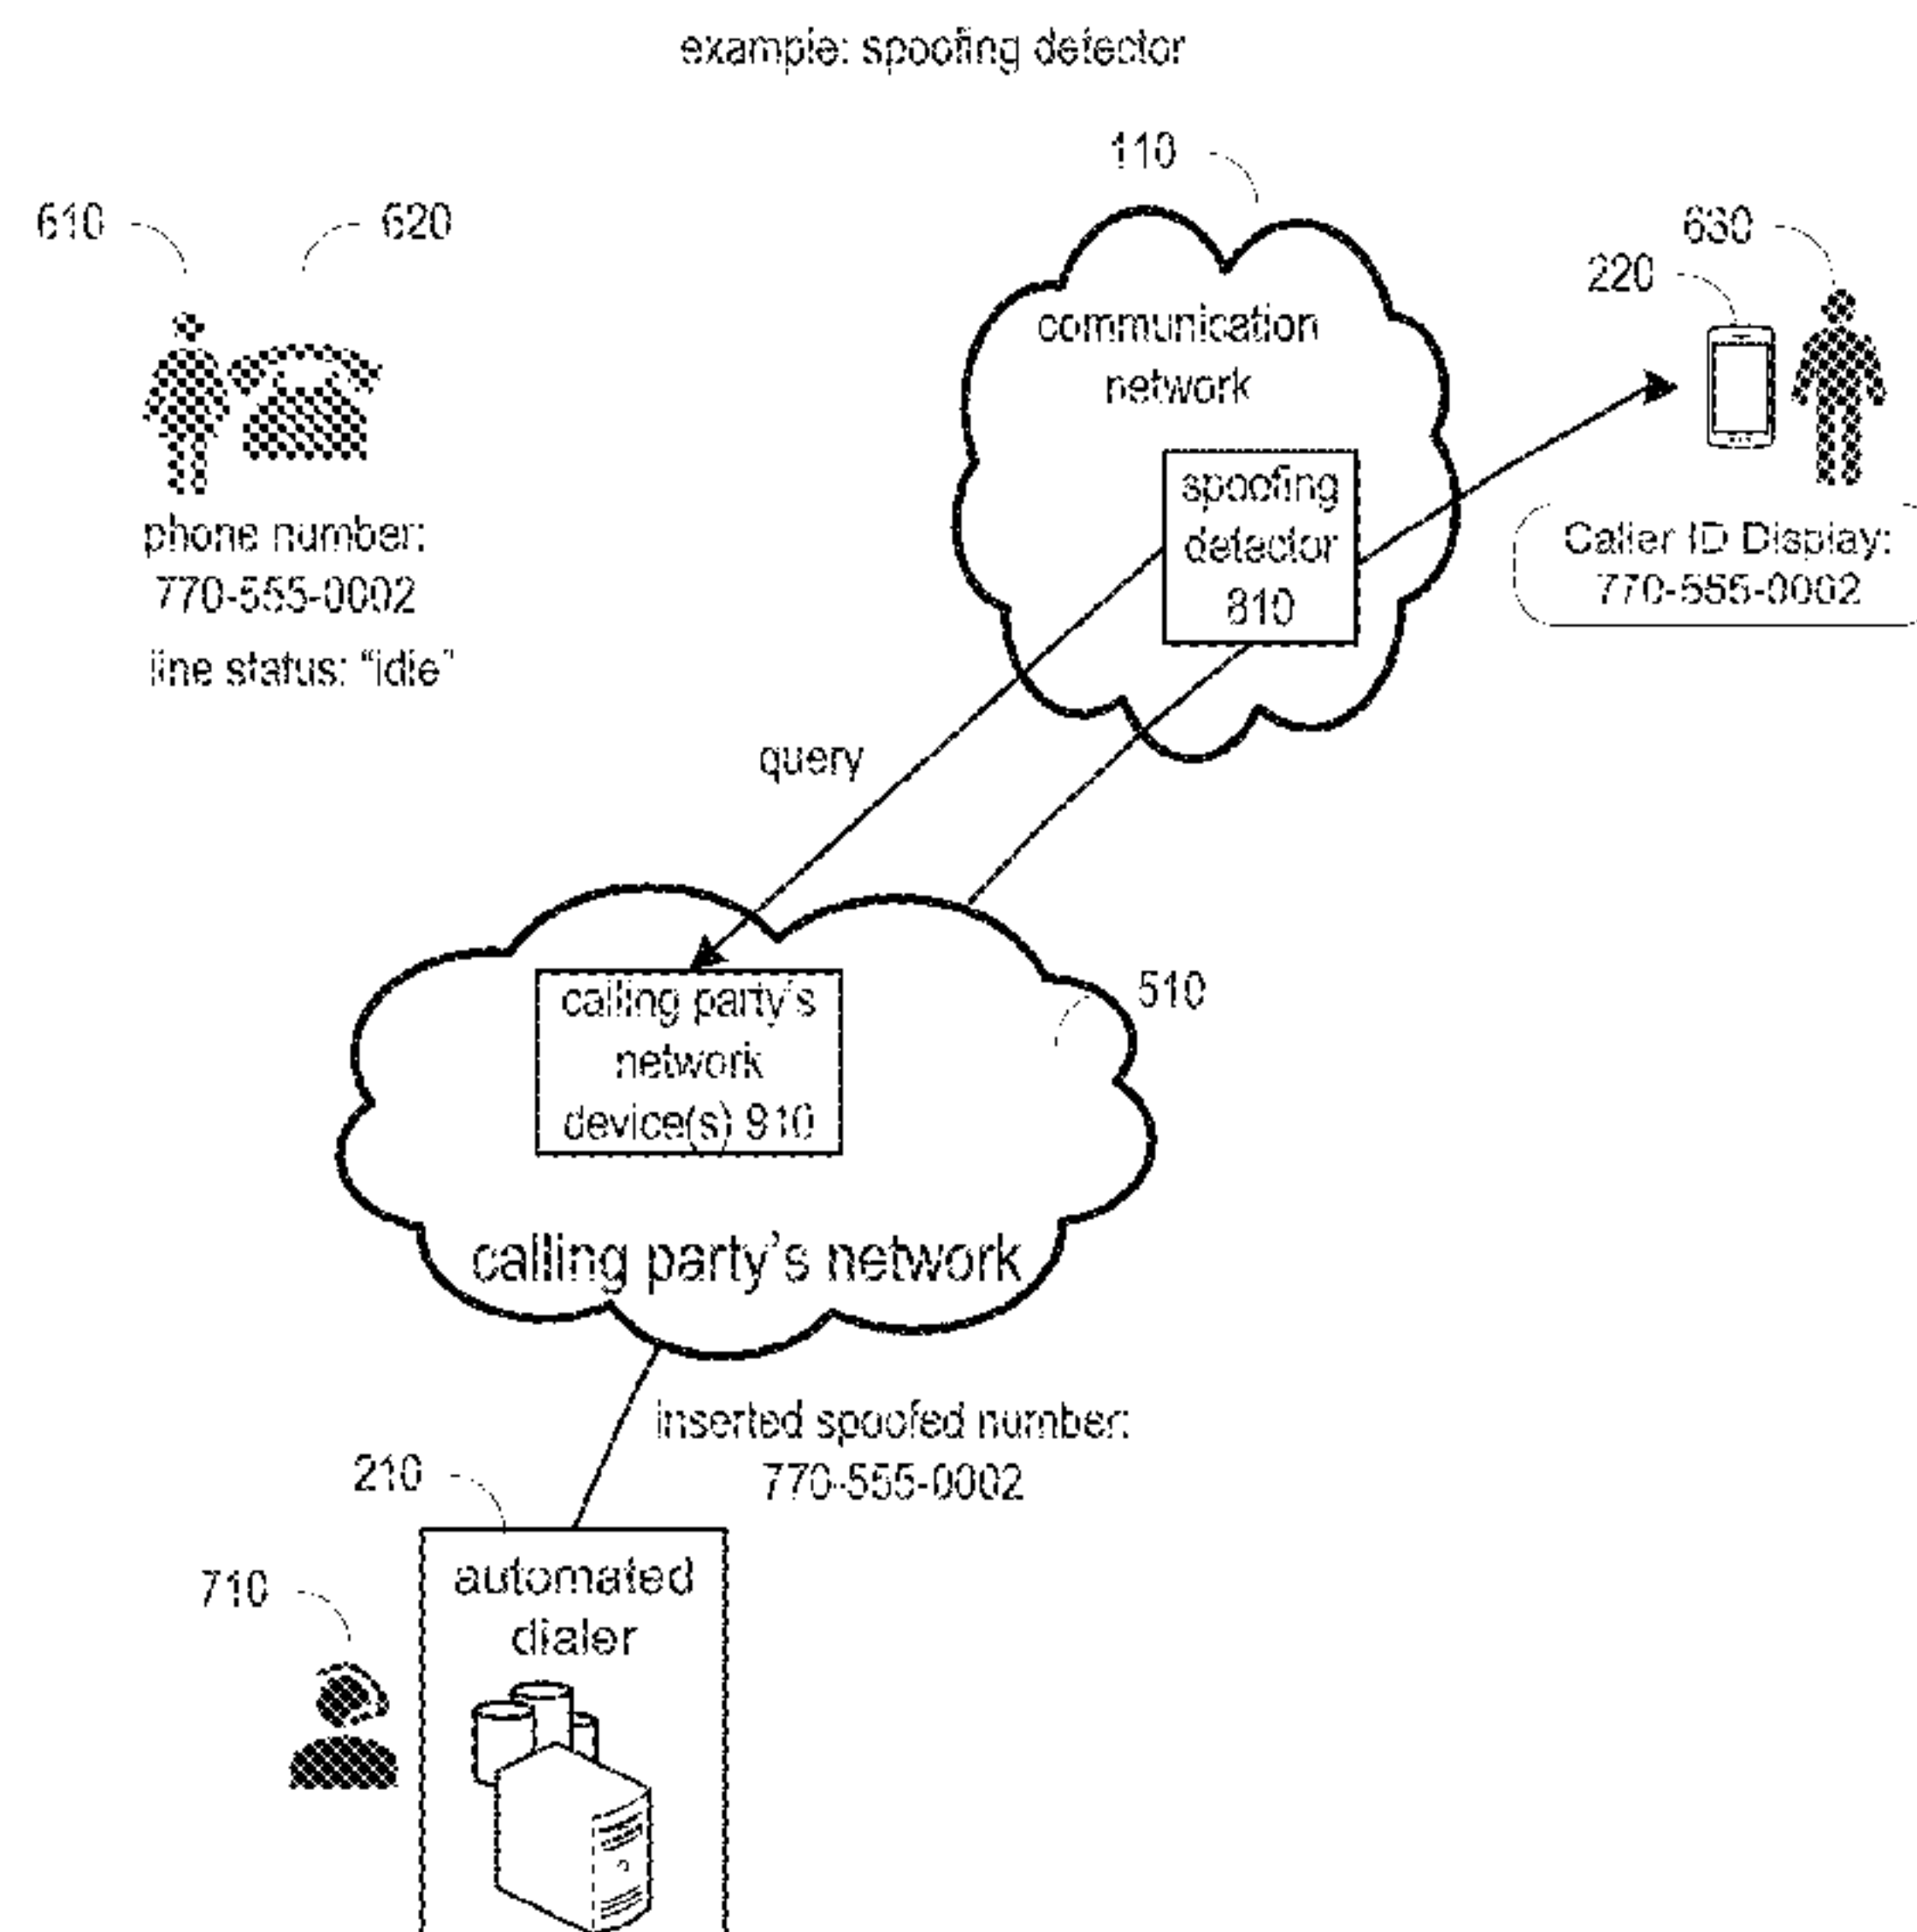 example: spoofing detector
110
610
620
630
220
communication
network
spoofing
detector
810
phone number:
770-555-0002
line status: "idle"
Caller ID Display:
770-555-0002
query
calling party's
network
device(s) 910
510
calling party's network
inserted spoofed number:
770-555-0002
210
710
automated
dialer